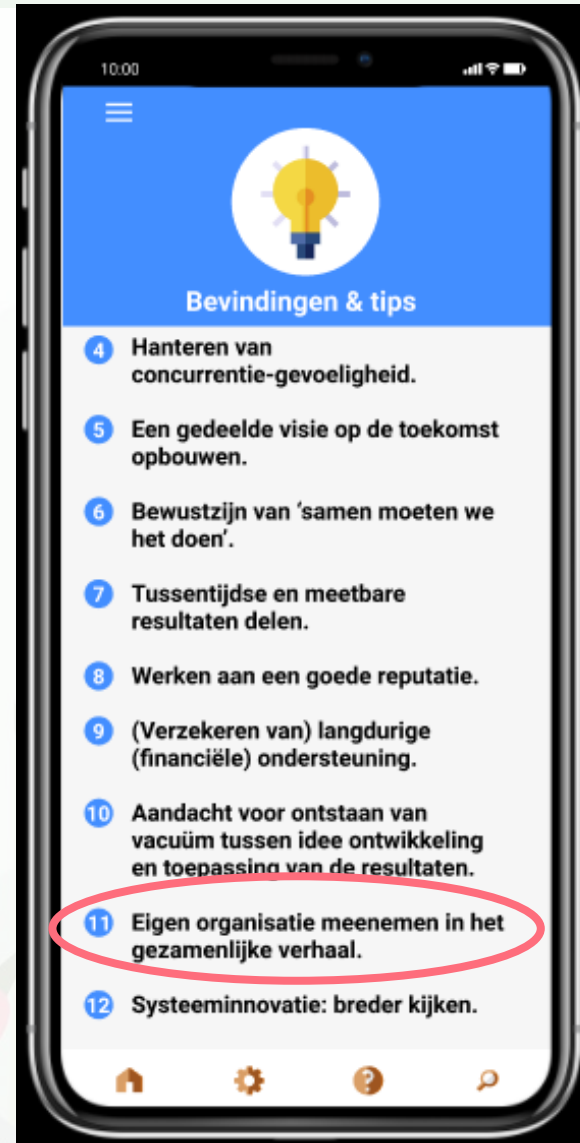 10:00
Bevindingen & tips
4 Hanteren van
concurrentie-gevoeligheid.
5 Een gedeelde visie op de toekomst
opbouwen.
6 Bewustzijn van ‘samen moeten we
het doen’.
7 Tussentijdse en meetbare
resultaten delen.
8 Werken aan een goede reputatie.
9 (Verzekeren van) langdurige
(financiële) ondersteuning.
10 Aandacht voor ontstaan van
vacuüm tussen idee ontwikkeling
en toepassing van de resultaten.
11 Eigen organisatie meenemen in het
gezamenlijke verhaal.
12 Systeeminnovatie: breder kijken.
?